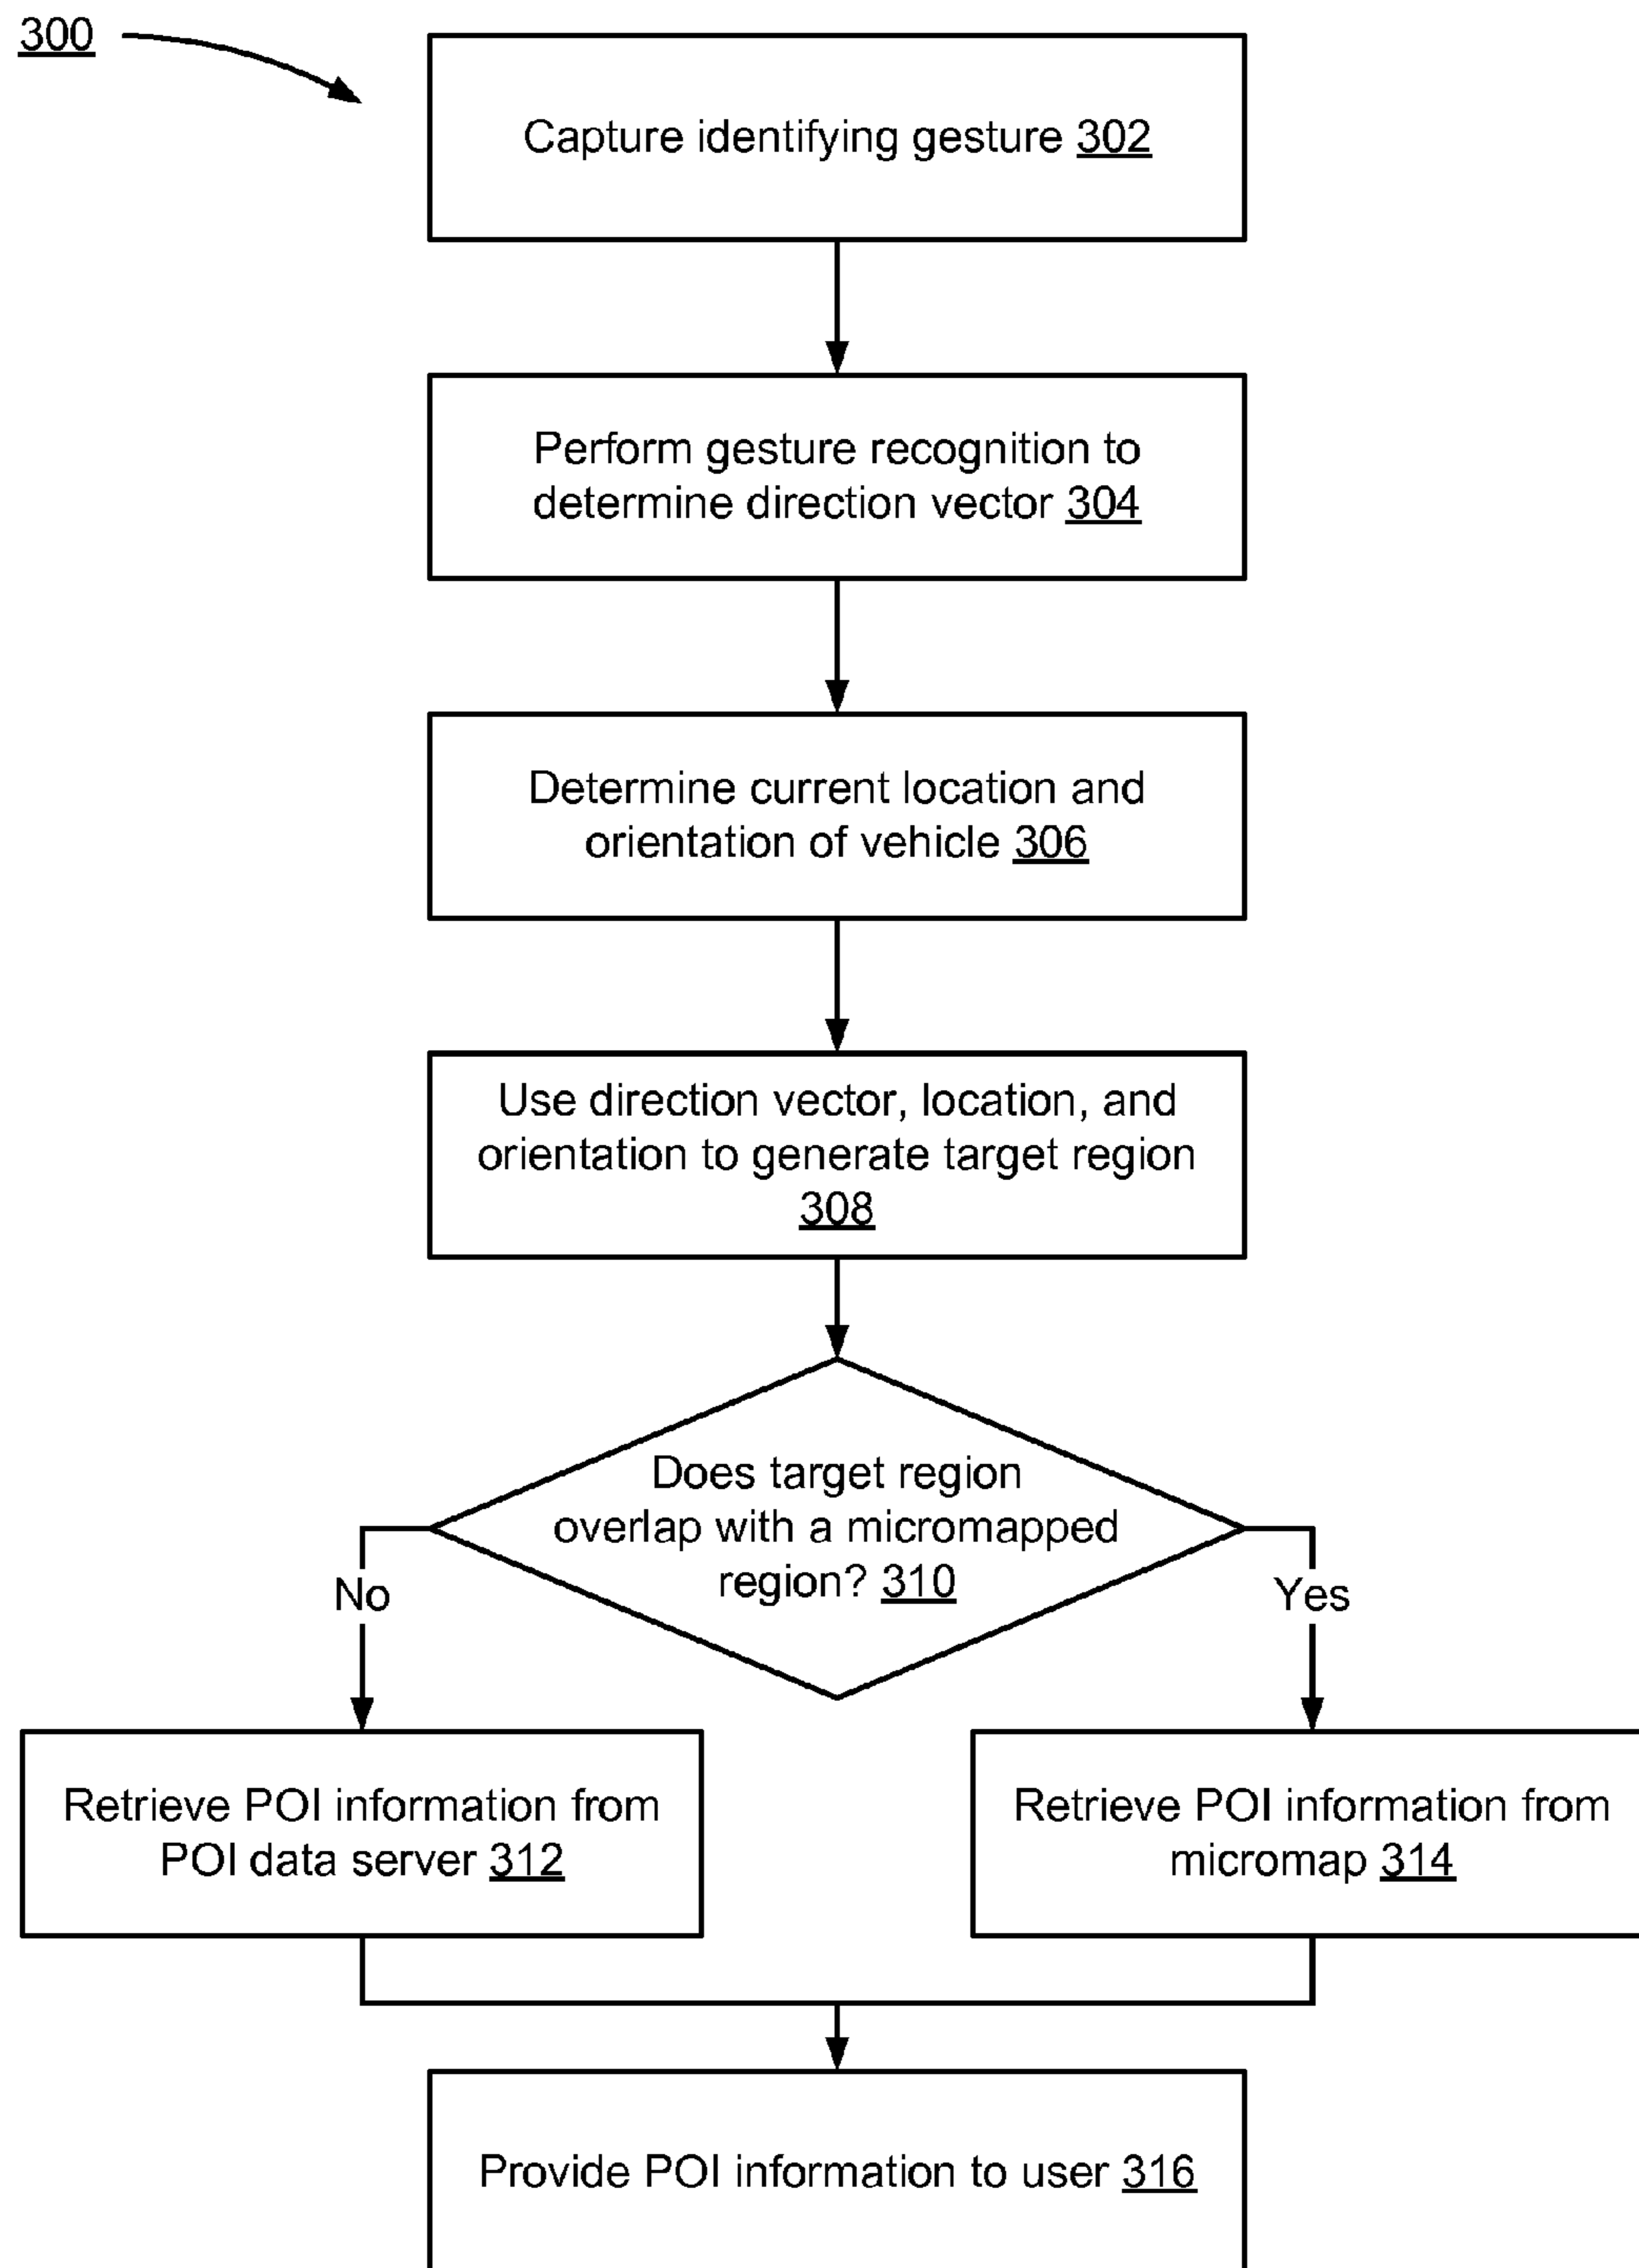 300
Capture identifying gesture 302
Perform gesture recognition to
determine direction vector 304
Determine current location and
orientation of vehicle 306
Use direction vector, location, and
orientation to generate target region
308
Does target region
overlap with a micromapped
region? 310
No
Yes
Retrieve POI information from
POI data server 312
Retrieve POI information from
micromap 314
Provide POI information to user 316